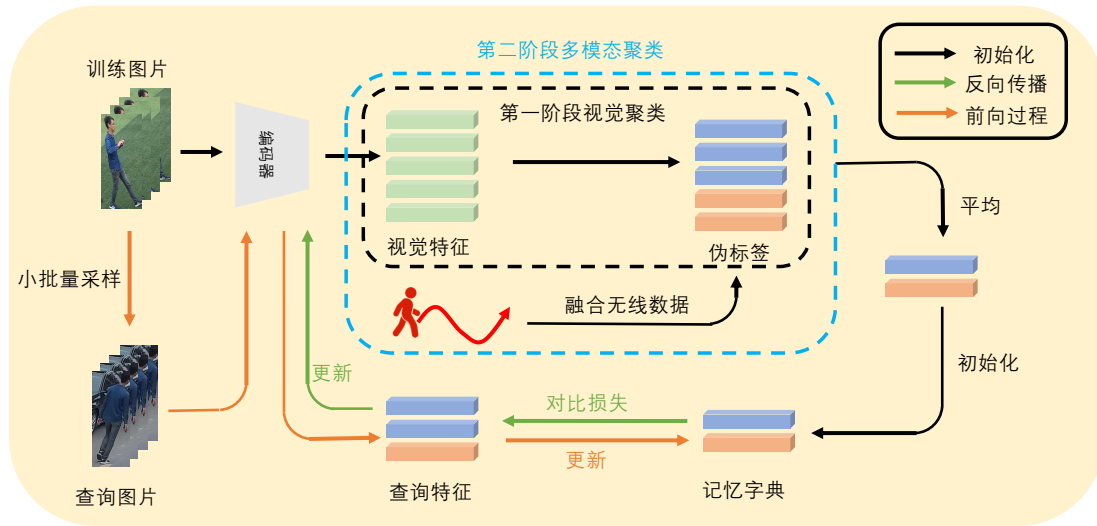 第二阶段多模态聚类
初始化
反向传播
前向过程
训练图片
编码器
第一阶段视觉聚类
视觉特征
伪标签
平均
小批量采样
融合无线数据
初始化
更新
对比损失
更新
查询图片
查询特征
记忆字典